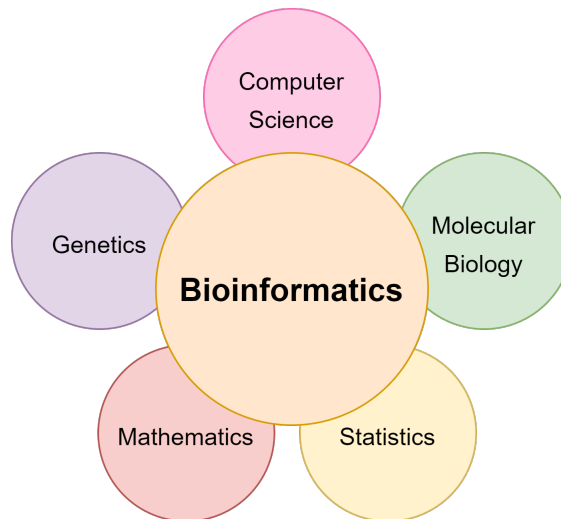 Computer
Science
Molecular
Biology
Genetics
Bioinformatics
Mathematics
Statistics